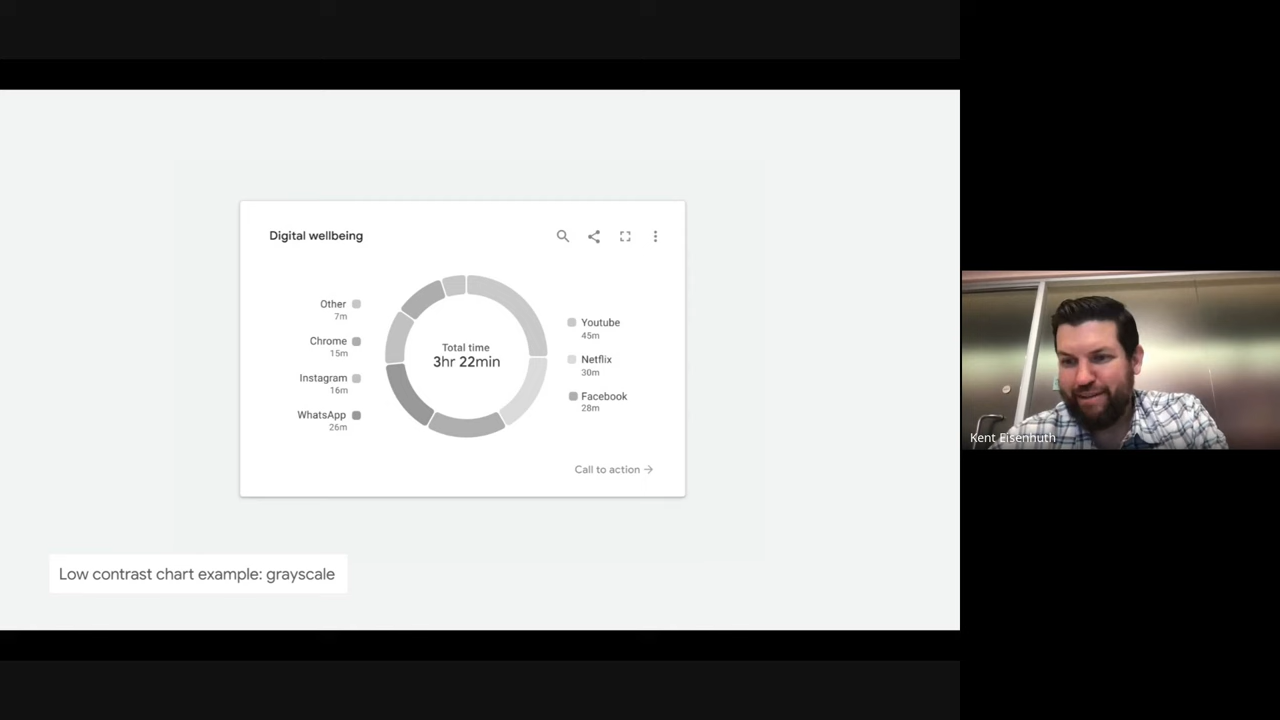 Digital wellbeing
Other
7m
Chrome
15m
Instagram
16m
WhatsApp
26m
Total time
3hr 22min
Youtube
45m
Netflix
30m
Facebook
28m
Call to action
Low contrast chart example: grayscale
Kent Eisenhuth